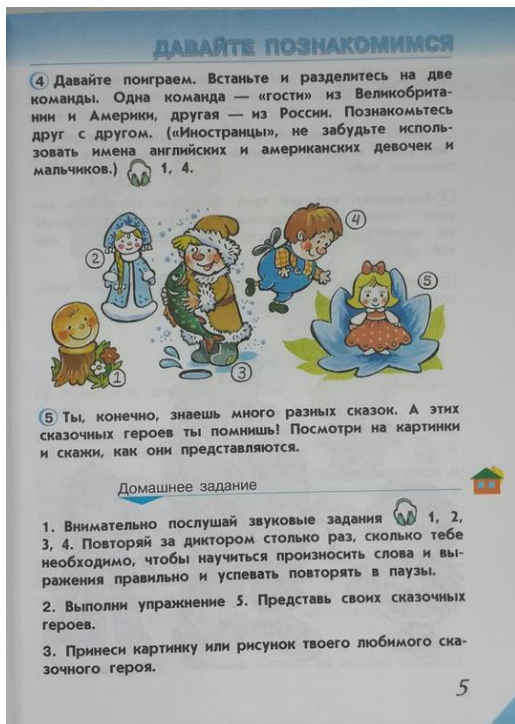 ДАВАЙТЕ ПОЗНАКОМИМСЯ
4 Давайте поиграем. Встаньте и разделитесь на две
команды. Одна команда — «гости» из Великобрита-
нии и Америки, другая — из России. Познакомьтесь
друг с другом. («Иностранцы», не забудьте исполь-
зовать имена английских и американских девочек и
мальчиков.) 1, 4.
4
2
5
1
3
5 Ты, конечно, знаешь много разных сказок. А этих
сказочных героев ты помнишь? Посмотри на картинки
и скажи, как они представляются.
Домашнее задание
1. Внимательно послушай звуковые задания 1, 2,
3, 4. Повторяй за диктором столько раз, сколько тебе
необходимо, чтобы научиться произносить слова и вы-
ражения правильно и успевать повторять в паузы.
2. Выполни упражнение 5. Представь своих сказочных
героев.
3. Принеси картинку или рисунок твоего любимого ска-
зочного героя.
5